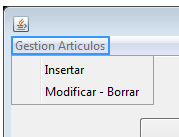 Gestion Articulos
Insertar
Modificar - Borrar